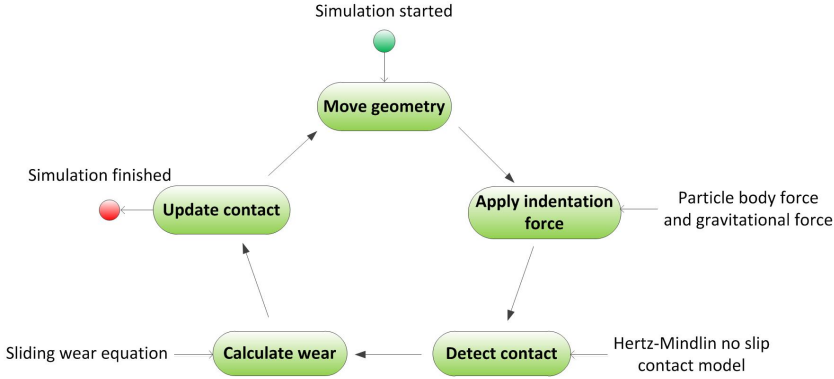 Simulation started
Move geometry
Simulation finished
Update contact
Apply indentation
force
Particle body force
and gravitational force
Sliding wear equation
Calculate wear
Detect contact
Hertz-Mindlin no slip
contact model